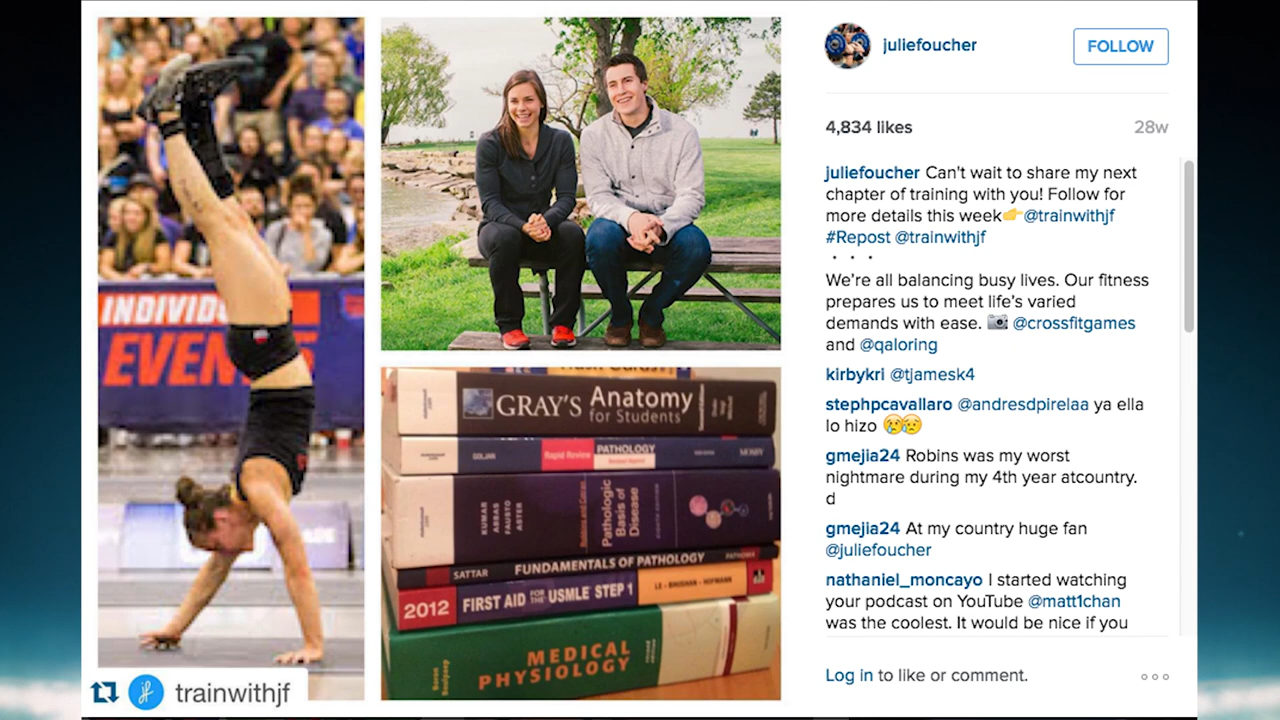 INDIVIDU
EVEN
GRAY'S Anatomy
for Students
GOLJAN
Rapid Review
PATHOLOGY
MOSBY
KUMAR
ABBAS
FAUSTO
ASTER
Pathologic
Basis of
Disease
SATTAR
FUNDAMENTALS OF PATHOLOGY
PATHOMA
2012
FIRST AID FOR THE USMLE STEP 1
LE - BHUSHAN - HOFMANN
Boron
Boulpaep
MEDICAL
PHYSIOLOGY
trainwithjf
juliefoucher
FOLLOW
4,834 likes
28w
juliefoucher Can't wait to share my next
chapter of training with you! Follow for
more details this week👉@trainwithjf
#Repost @trainwithjf
· · ·
We're all balancing busy lives. Our fitness
prepares us to meet life's varied
demands with ease. 📷 @crossfitgames
and @qaloring
kirbykri @tjamesk4
stephpcavallaro @andresdpirelaa ya ella
lo hizo 😢😥
gmejia24 Robins was my worst
nightmare during my 4th year atcountry.
d
gmejia24 At my country huge fan
@juliefoucher
nathaniel_moncayo I started watching
your podcast on YouTube @matt1chan
was the coolest. It would be nice if you
Log in to like or comment.